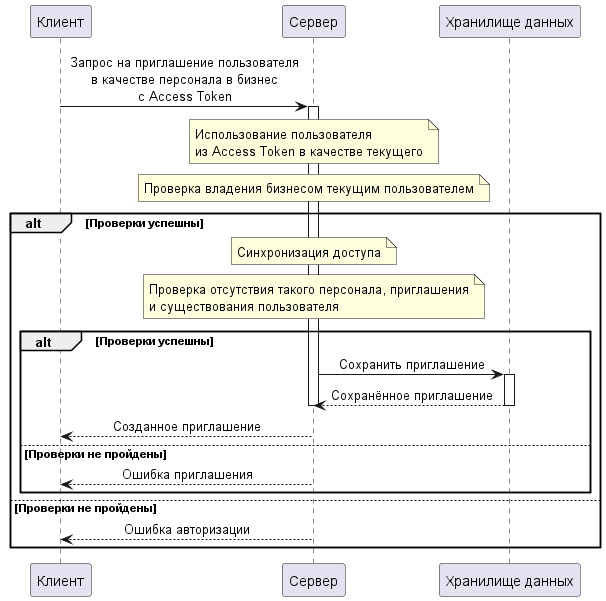 Клиент
Сервер
Хранилище данных
Запрос на приглашение пользователя
в качестве персонала в бизнес
с Access Token
Использование пользователя
из Access Token в качестве текущего
Проверка владения бизнесом текущим пользователем
alt
[Проверки успешны]
Синхронизация доступа
Проверка отсутствия такого персонала, приглашения
и существования пользователя
alt
[Проверки успешны]
Сохранить приглашение
Сохранённое приглашение
Созданное приглашение
[Проверки не пройдены]
Ошибка приглашения
[Проверки не пройдены]
Ошибка авторизации
Клиент
Сервер
Хранилище данных